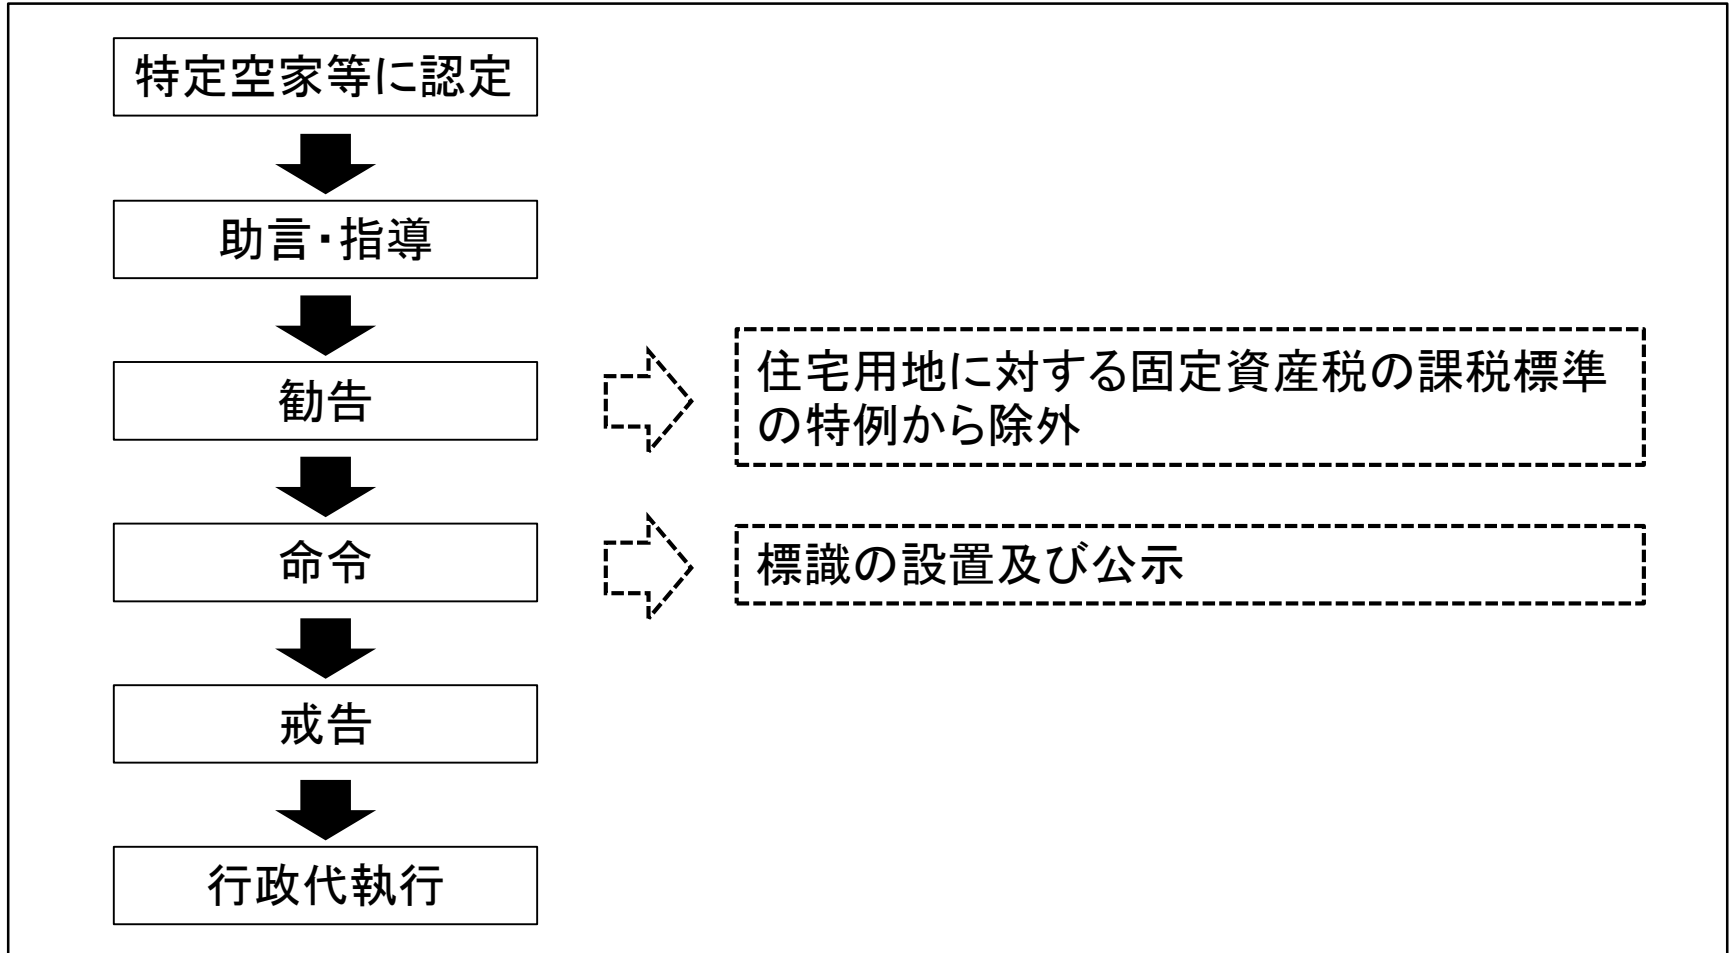 特定空家等に認定
助言・指導
勧告
住宅用地に対する固定資産税の課税標準
の特例から除外
命令
標識の設置及び公示
戒告
行政代執行